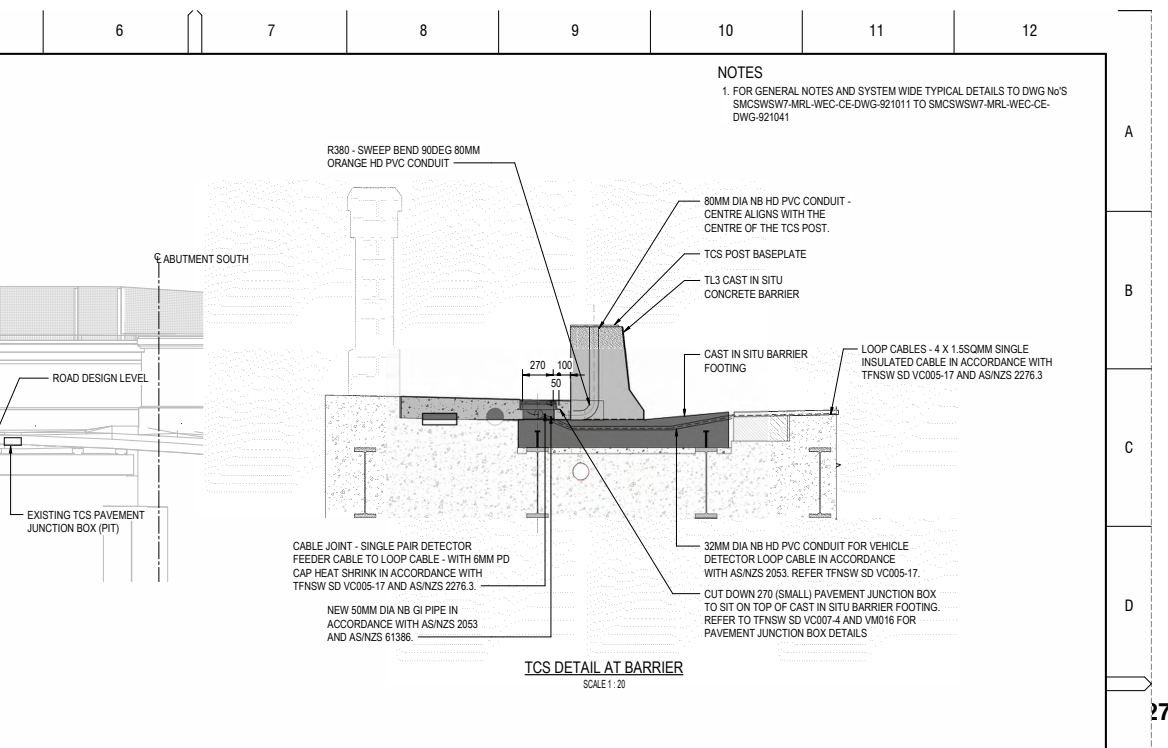 6
7
8
9
10
11
12
NOTES
1. FOR GENERAL NOTES AND SYSTEM WIDE TYPICAL DETAILS TO DWG No'S
SMCSWSW7-MRL-WEC-CE-DWG-921011 TO SMCSWSW7-MRL-WEC-CE-
DWG-921041
A
R380 - SWEEP BEND 90DEG 80MM
ORANGE HD PVC CONDUIT
80MM DIA NB HD PVC CONDUIT -
CENTRE ALIGNS WITH THE
CENTRE OF THE TCS POST.
TCS POST BASEPLATE
TL3 CAST IN SITU
CONCRETE BARRIER
℄ ABUTMENT SOUTH
B
270
100
50
CAST IN SITU BARRIER
FOOTING
LOOP CABLES - 4 X 1.5SQMM SINGLE
INSULATED CABLE IN ACCORDANCE WITH
TFNSW SD VC005-17 AND AS/NZS 2276.3
ROAD DESIGN LEVEL
C
EXISTING TCS PAVEMENT
JUNCTION BOX (PIT)
CABLE JOINT - SINGLE PAIR DETECTOR
FEEDER CABLE TO LOOP CABLE - WITH 6MM PD
CAP HEAT SHRINK IN ACCORDANCE WITH
TFNSW SD VC005-17 AND AS/NZS 2276.3.
NEW 50MM DIA NB GI PIPE IN
ACCORDANCE WITH AS/NZS 2053
AND AS/NZS 61386.
32MM DIA NB HD PVC CONDUIT FOR VEHICLE
DETECTOR LOOP CABLE IN ACCORDANCE
WITH AS/NZS 2053. REFER TFNSW SD VC005-17.
CUT DOWN 270 (SMALL) PAVEMENT JUNCTION BOX
TO SIT ON TOP OF CAST IN SITU BARRIER FOOTING.
REFER TO TFNSW SD VC007-4 AND VM016 FOR
PAVEMENT JUNCTION BOX DETAILS
D
TCS DETAIL AT BARRIER
SCALE 1 : 20
27